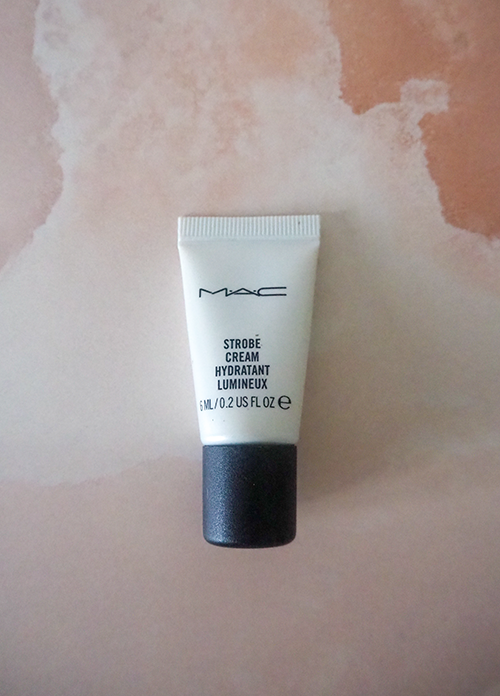 M·A·C
STROBE
CREAM
HYDRATANT
LUMINEUX
6 ML / 0.2 US FL OZ ℮